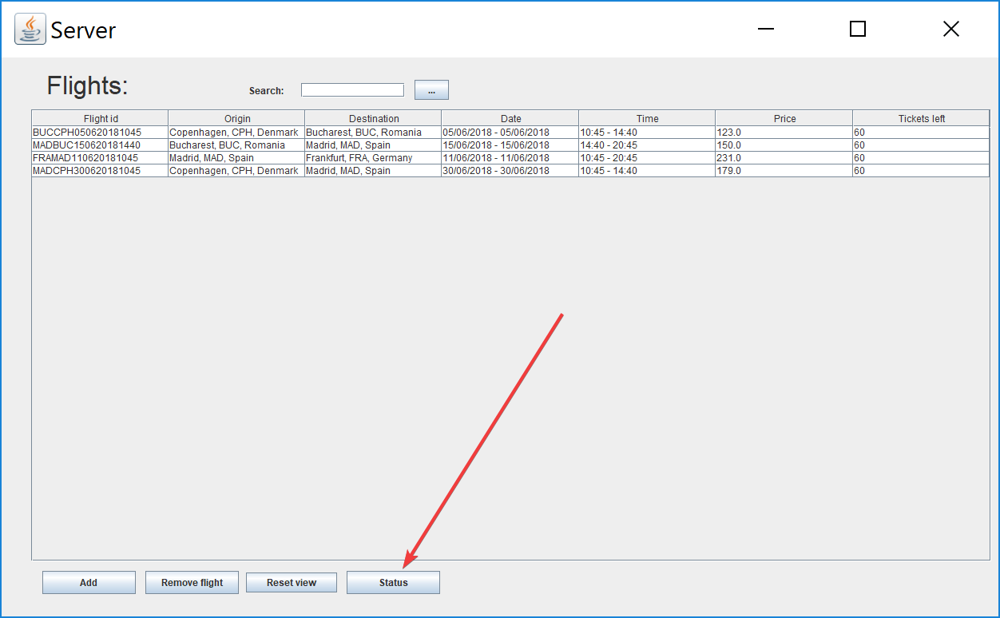 Server
Flights:
Search:
...
Flight id Origin Destination Date Time Price Tickets left
BUCCPH050620181045 Copenhagen, CPH, Denmark Bucharest, BUC, Romania 05/06/2018 - 05/06/2018 10:45 - 14:40 123.0 60
MADBUC150620181440 Bucharest, BUC, Romania Madrid, MAD, Spain 15/06/2018 - 15/06/2018 14:40 - 20:45 150.0 60
FRAMAD110620181045 Madrid, MAD, Spain Frankfurt, FRA, Germany 11/06/2018 - 11/06/2018 10:45 - 20:45 231.0 60
MADCPH300620181045 Copenhagen, CPH, Denmark Madrid, MAD, Spain 30/06/2018 - 30/06/2018 10:45 - 14:40 179.0 60
Add Remove flight Reset view Status